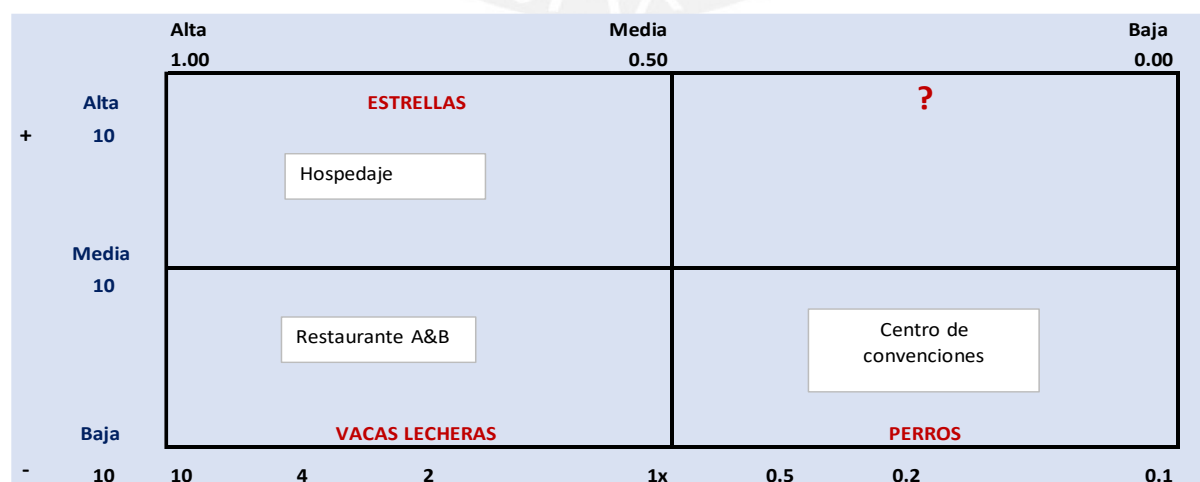 Alta Media Baja
1.00 0.50 0.00
Alta ESTRELLAS ?
+ 10
Hospedaje
Media
10
Restaurante A&B
Centro de
convenciones
Baja VACAS LECHERAS PERROS
- 10 10 4 2 1x 0.5 0.2 0.1